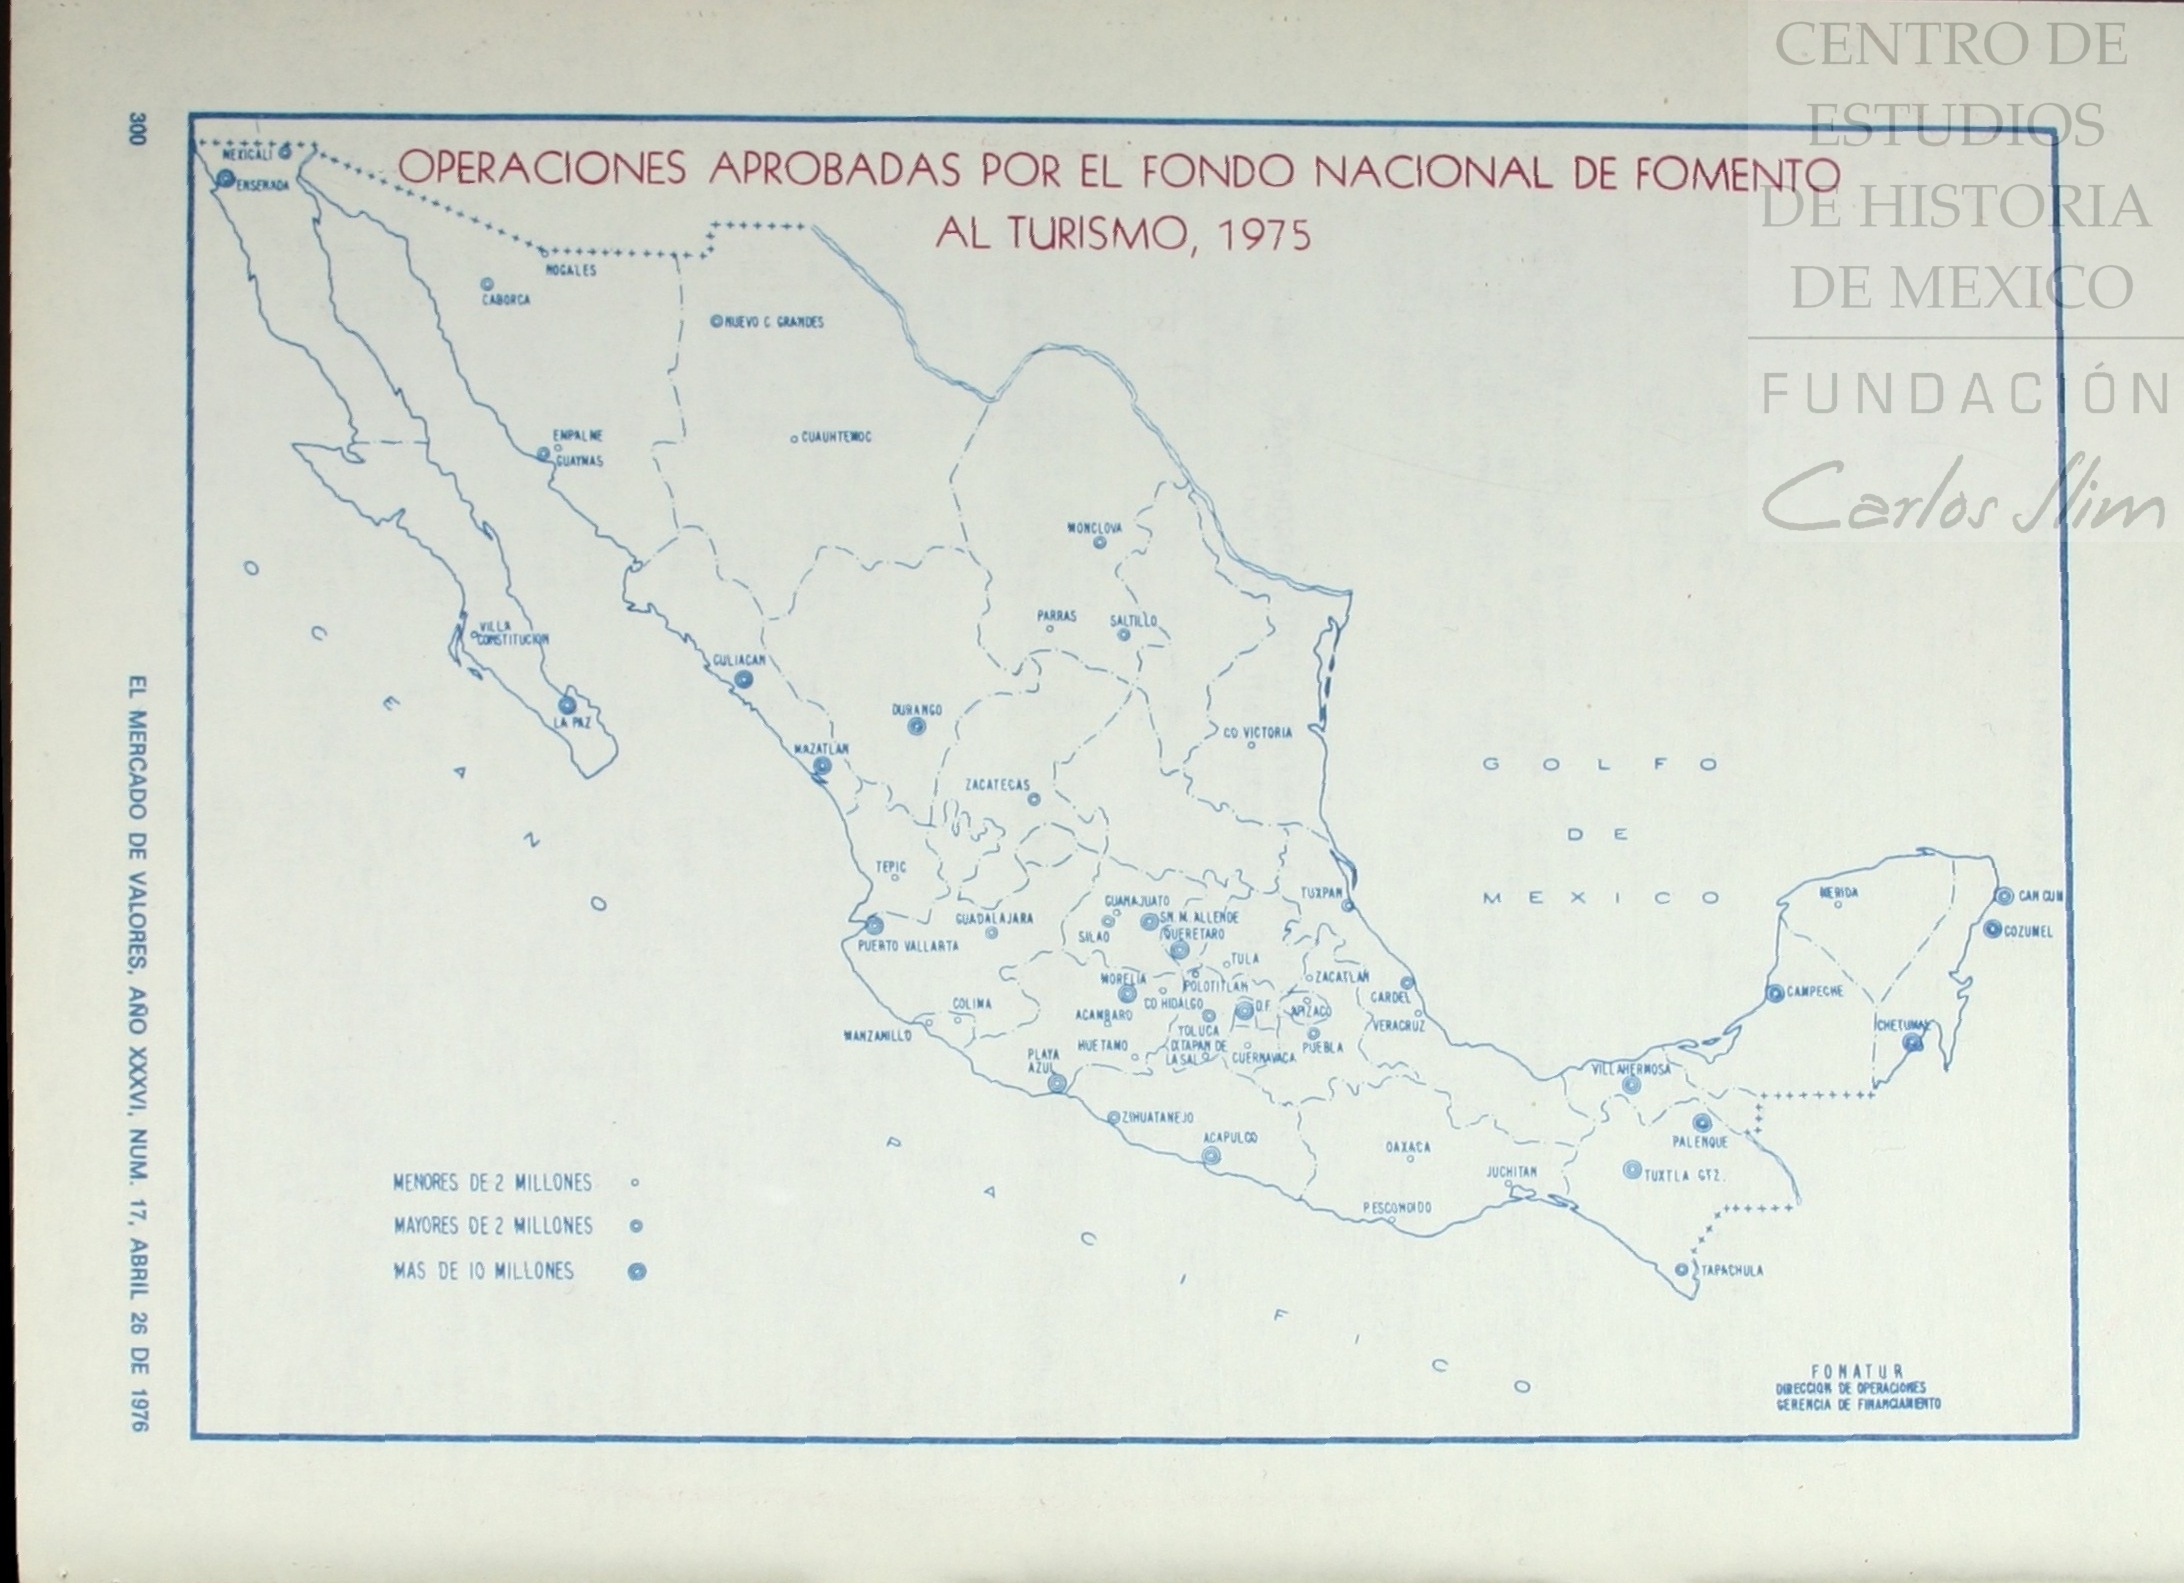 CENTRO DE
ESTUDIOS
DE HISTORIA
DE MEXICO
FUNDACIÓN
Carlos Slim
300
EL MERCADO DE VALORES, AÑO XXXVI, NUM. 17, ABRIL 26 DE 1976
OPERACIONES APROBADAS POR EL FONDO NACIONAL DE FOMENTO
AL TURISMO, 1975
MEXICALI
ENSENADA
NOGALES
CABORCA
NUEVO C. GRANDES
EMPALME
GUAYMAS
CUAUHTEMOC
MONCLOVA
PARRAS
SALTILLO
VILLA
CONSTITUCION
CULIACAN
LA PAZ
DURANGO
MAZATLAN
CD VICTORIA
ZACATECAS
TEPIC
GUADALAJARA
PUERTO VALLARTA
GUANAJUATO
SN. M. ALLENDE
SILAO
QUERETARO
TUXPAN
TULA
MORELIA
POLOTITLAN
ZACATLAN
CD HIDALGO
D.F.
APIZACO
CARDEL
COLIMA
ACAMBARO
TOLUCA
VERACRUZ
MANZANILLO
HUETAMO
IXTAPAN DE
LA SAL
CUERNAVACA
PUEBLA
PLAYA
AZUL
ZIHUATANEJO
ACAPULCO
OAXACA
JUCHITAN
P. ESCONDIDO
MERIDA
CAN CUN
COZUMEL
CAMPECHE
CHETUMAL
VILLAHERMOSA
PALENQUE
TUXTLA GTZ.
TAPACHULA
GOLFO
DE
MEXICO
OCEANO
PACIFICO
MENORES DE 2 MILLONES
MAYORES DE 2 MILLONES
MAS DE 10 MILLONES
FONATUR
DIRECCION DE OPERACIONES
GERENCIA DE FINANCIAMIENTO